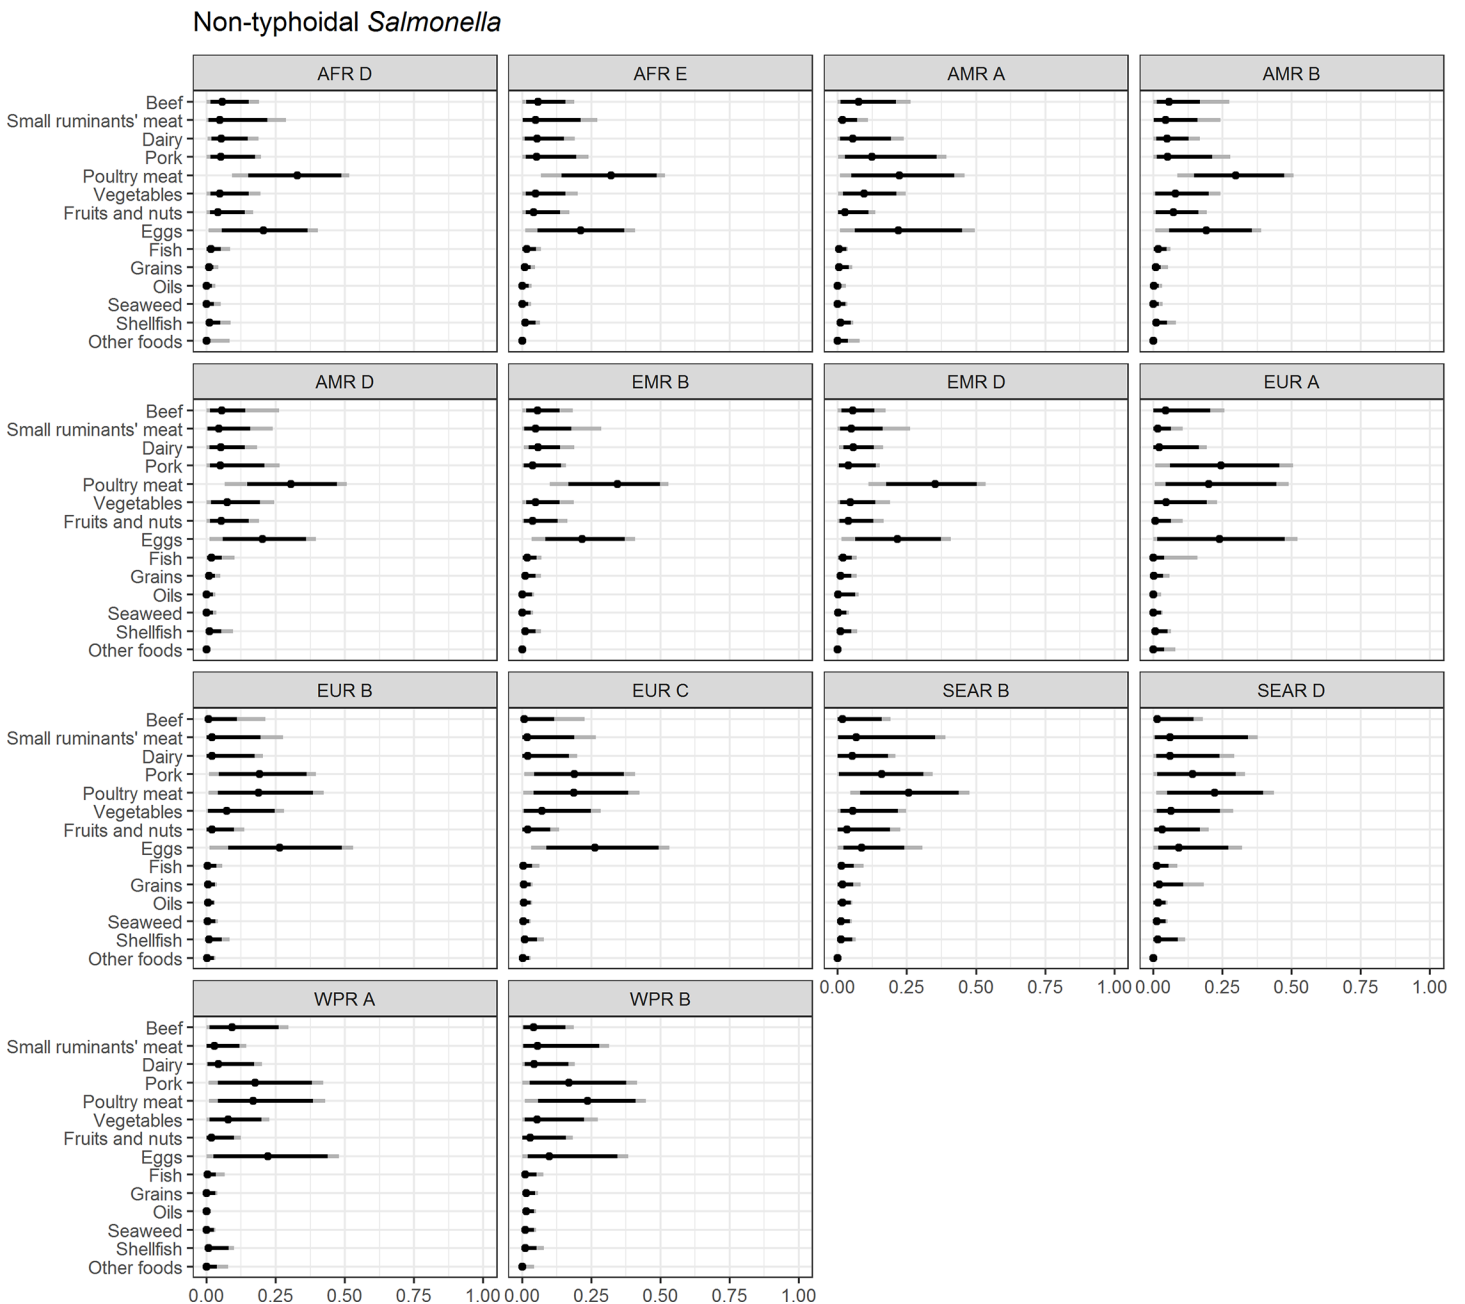 Non-typhoidal Salmonella
AFR D AFR E AMR A AMR B
Beef
Small ruminants' meat
Dairy
Pork
Poultry meat
Vegetables
Fruits and nuts
Eggs
Fish
Grains
Oils
Seaweed
Shellfish
Other foods
AMR D EMR B EMR D EUR A
Beef
Small ruminants' meat
Dairy
Pork
Poultry meat
Vegetables
Fruits and nuts
Eggs
Fish
Grains
Oils
Seaweed
Shellfish
Other foods
EUR B EUR C SEAR B SEAR D
Beef
Small ruminants' meat
Dairy
Pork
Poultry meat
Vegetables
Fruits and nuts
Eggs
Fish
Grains
Oils
Seaweed
Shellfish
Other foods
0.00 0.25 0.50 0.75 1.00 0.00 0.25 0.50 0.75 1.00
WPR A WPR B
Beef
Small ruminants' meat
Dairy
Pork
Poultry meat
Vegetables
Fruits and nuts
Eggs
Fish
Grains
Oils
Seaweed
Shellfish
Other foods
0.00 0.25 0.50 0.75 1.00 0.00 0.25 0.50 0.75 1.00